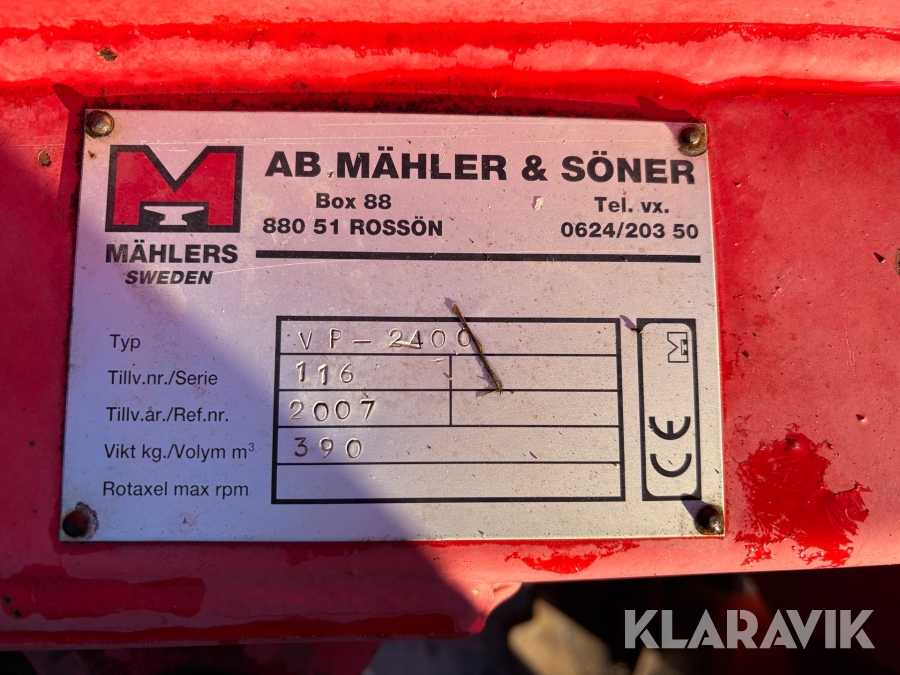 AB MÄHLER & SÖNER
Box 88
880 51 ROSSÖN
Tel. vx.
0624/203 50
MÄHLERS
SWEDEN
Typ VP-2400
Tillv.nr./Serie 116
Tillv.år./Ref.nr. 2007
Vikt kg./Volym m³ 390
Rotaxel max rpm
CE
KLARAVIK